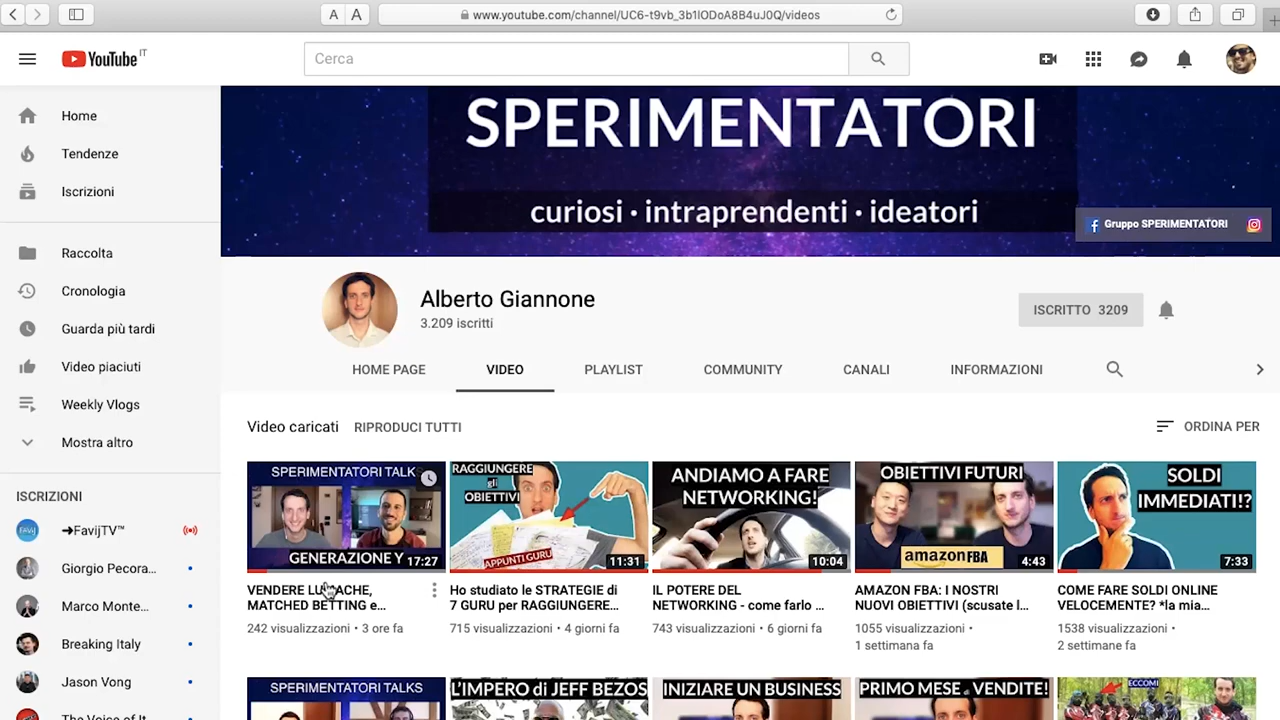 A A
www.youtube.com/channel/UC6-t9vb_3b1lODoA8B4uJ0Q/videos
YouTube IT
Cerca
Home
Tendenze
Iscrizioni
Raccolta
Cronologia
Guarda più tardi
Video piaciuti
Weekly Vlogs
Mostra altro
ISCRIZIONI
➜FavijTV™
Giorgio Pecora...
Marco Monte...
Breaking Italy
Jason Vong
SPERIMENTATORI
curiosi · intraprendenti · ideatori
Gruppo SPERIMENTATORI
Alberto Giannone
3.209 iscritti
ISCRITTO 3209
HOME PAGE VIDEO PLAYLIST COMMUNITY CANALI INFORMAZIONI
Video caricati RIPRODUCI TUTTI
ORDINA PER
SPERIMENTATORI TALKS
GENERAZIONE Y
17:27
VENDERE
MATCHED BETTING e...
242 visualizzazioni • 3 ore fa
RAGGIUNGERE
gli
OBIETTIVI
APPUNTI GURU
11:31
Ho studiato le STRATEGIE di
7 GURU per RAGGIUNGERE...
715 visualizzazioni • 4 giorni fa
ANDIAMO A FARE
NETWORKING!
10:04
IL POTERE DEL
NETWORKING - come farlo ...
743 visualizzazioni • 6 giorni fa
OBIETTIVI FUTURI
amazonFBA
4:43
AMAZON FBA: I NOSTRI
NUOVI OBIETTIVI (scusate l...
1055 visualizzazioni •
1 settimana fa
SOLDI
IMMEDIATI!?
7:33
COME FARE SOLDI ONLINE
VELOCEMENTE? *la mia...
1538 visualizzazioni •
2 settimane fa
SPERIMENTATORI TALKS
L'IMPERO di JEFF BEZOS
INIZIARE UN BUSINESS
PRIMO MESE VENDITE!
ECCOMI